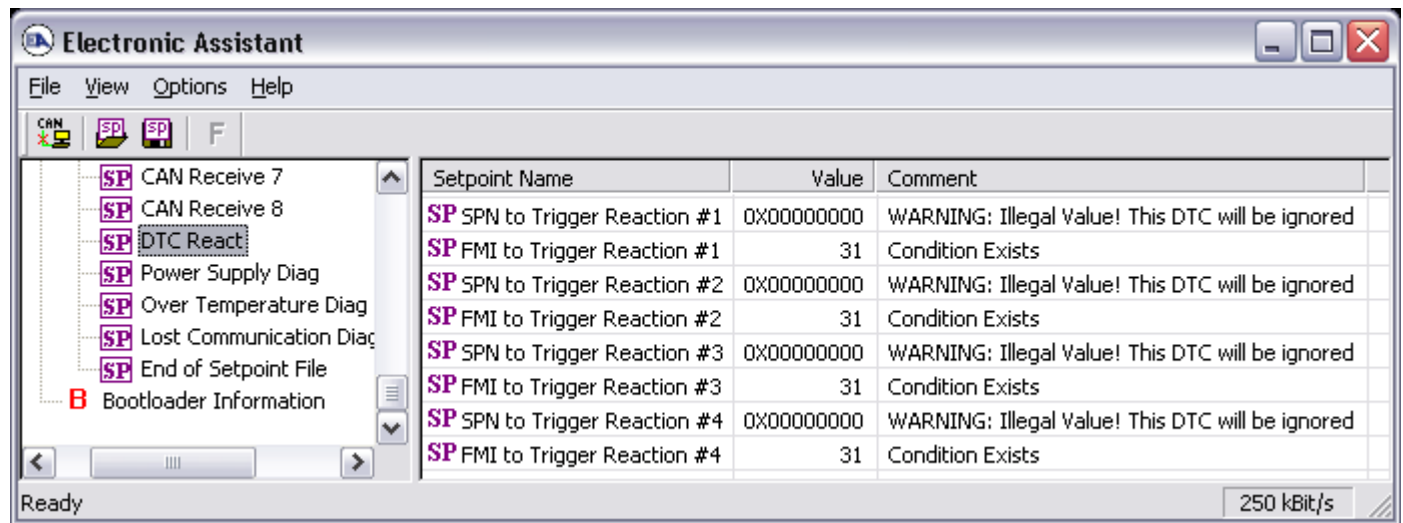 EA Electronic Assistant
File View Options Help
CAN SP SP F
SP CAN Receive 7
SP CAN Receive 8
SP DTC React
SP Power Supply Diag
SP Over Temperature Diag
SP Lost Communication Diag
SP End of Setpoint File
B Bootloader Information
Setpoint Name Value Comment
SP SPN to Trigger Reaction #1 0X00000000 WARNING: Illegal Value! This DTC will be ignored
SP FMI to Trigger Reaction #1 31 Condition Exists
SP SPN to Trigger Reaction #2 0X00000000 WARNING: Illegal Value! This DTC will be ignored
SP FMI to Trigger Reaction #2 31 Condition Exists
SP SPN to Trigger Reaction #3 0X00000000 WARNING: Illegal Value! This DTC will be ignored
SP FMI to Trigger Reaction #3 31 Condition Exists
SP SPN to Trigger Reaction #4 0X00000000 WARNING: Illegal Value! This DTC will be ignored
SP FMI to Trigger Reaction #4 31 Condition Exists
Ready 250 kBit/s